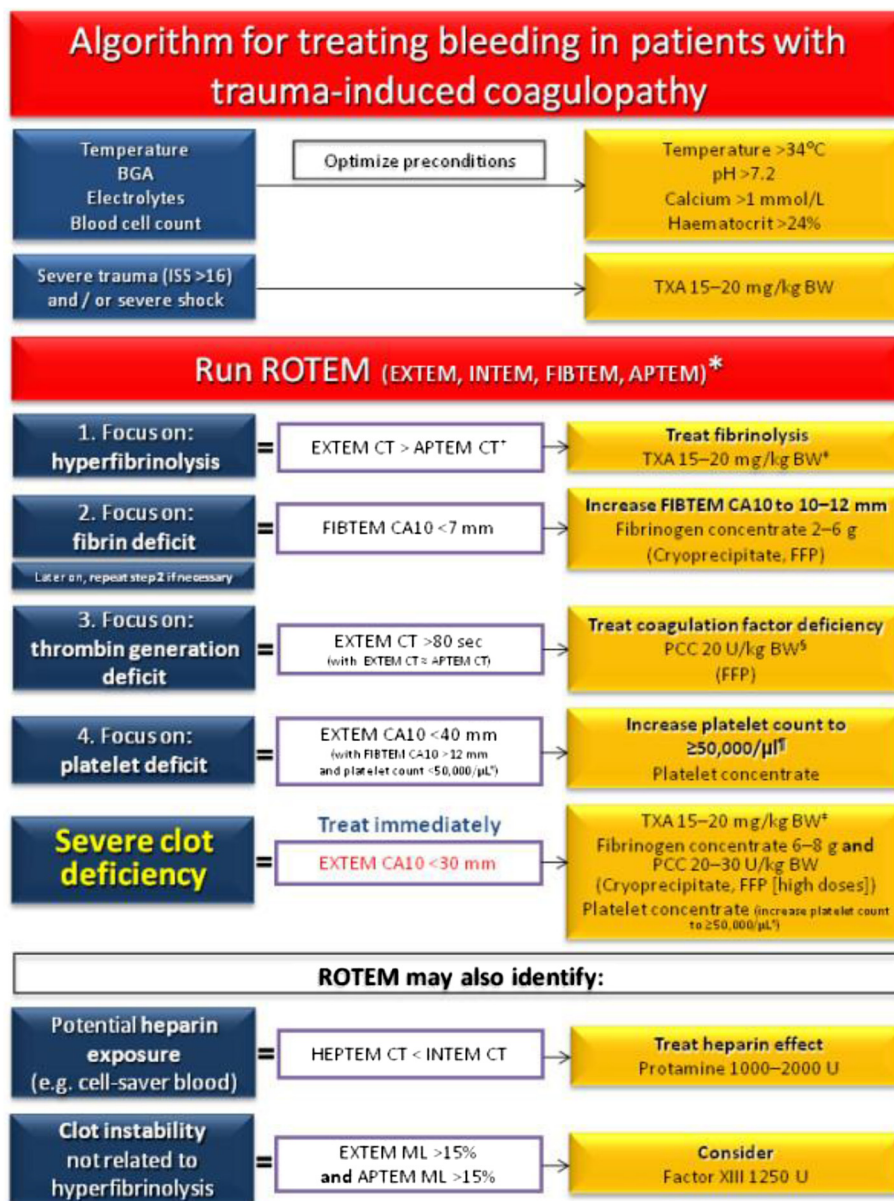 Algorithm for treating bleeding in patients with
trauma-induced coagulopathy
Temperature
BGA
Electrolytes
Blood cell count
Optimize preconditions
Temperature >34°C
pH >7.2
Calcium >1 mmol/L
Haematocrit >24%
Severe trauma (ISS >16)
and / or severe shock
TXA 15–20 mg/kg BW
Run ROTEM (EXTEM, INTEM, FIBTEM, APTEM)*
1. Focus on:
hyperfibrinolysis
=
EXTEM CT > APTEM CT⁺
Treat fibrinolysis
TXA 15–20 mg/kg BW‡
2. Focus on:
fibrin deficit
Later on, repeat step 2 if necessary
=
FIBTEM CA10 <7 mm
Increase FIBTEM CA10 to 10–12 mm
Fibrinogen concentrate 2–6 g
(Cryoprecipitate, FFP)
3. Focus on:
thrombin generation
deficit
=
EXTEM CT >80 sec
(with EXTEM CT ≈ APTEM CT)
Treat coagulation factor deficiency
PCC 20 U/kg BW§
(FFP)
4. Focus on:
platelet deficit
=
EXTEM CA10 <40 mm
(with FIBTEM CA10 >12 mm
and platelet count <50,000/µL*)
Increase platelet count to
≥50,000/µl¶
Platelet concentrate
Severe clot
deficiency
=
Treat immediately
EXTEM CA10 <30 mm
TXA 15–20 mg/kg BW‡
Fibrinogen concentrate 6–8 g and
PCC 20–30 U/kg BW
(Cryoprecipitate, FFP [high doses])
Platelet concentrate (increase platelet count
to ≥50,000/µL*)
ROTEM may also identify:
Potential heparin
exposure
(e.g. cell-saver blood)
=
HEPTEM CT < INTEM CT
Treat heparin effect
Protamine 1000–2000 U
Clot instability
not related to
hyperfibrinolysis
=
EXTEM ML >15%
and APTEM ML >15%
Consider
Factor XIII 1250 U